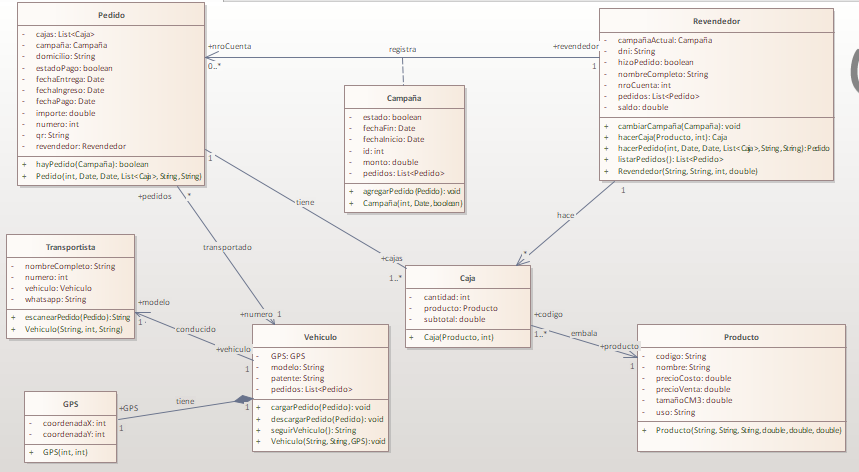 Pedido
- cajas: List<Caja>
- campaña: Campaña
- domicilio: String
- estadoPago: boolean
- fechaEntrega: Date
- fechaIngreso: Date
- fechaPago: Date
- importe: double
- numero: int
- qr: String
- revendedor: Revendedor
+ hayPedido(Campaña): boolean
+ Pedido(int, Date, Date, List<Caja>, String, String)
+nroCuenta
0..*
registra
+revendedor
1
Revendedor
- campañaActual: Campaña
- dni: String
- hizoPedido: boolean
- nombreCompleto: String
- nroCuenta: int
- pedidos: List<Pedido>
- saldo: double
+ cambiarCampaña(Campaña): void
+ hacerCaja(Producto, int): Caja
+ hacerPedido(int, Date, Date, List<Caja>, String, String): Pedido
+ listarPedidos(): List<Pedido>
+ Revendedor(String, String, int, double)
Campaña
- estado: boolean
- fechaFin: Date
- fechaInicio: Date
- id: int
- monto: double
- pedidos: List<Pedido>
+ agregarPedido(Pedido): void
+ Campaña(int, Date, boolean)
1
tiene
+cajas
1..*
1
hace
*
+pedidos
*
transportado
+numero 1
Transportista
- nombreCompleto: String
- numero: int
- vehiculo: Vehiculo
- whatsapp: String
+ escanearPedido(Pedido): String
+ Vehiculo(String, int, String)
+modelo
1
conducido
+vehiculo
1
Caja
- cantidad: int
- producto: Producto
- subtotal: double
+ Caja(Producto, int)
+codigo
1..*
embala
+producto
1
Vehiculo
- GPS: GPS
- modelo: String
- patente: String
- pedidos: List<Pedido>
+ cargarPedido(Pedido): void
+ descargarPedido(Pedido): void
+ seguirVehiculo(): String
+ Vehiculo(String, String, GPS): void
Producto
- codigo: String
- nombre: String
- precioCosto: double
- precioVenta: double
- tamañoCM3: double
- uso: String
+ Producto(String, String, String, double, double, double)
GPS
- coordenadaX: int
- coordenadaY: int
+ GPS(int, int)
+GPS
1
tiene
1